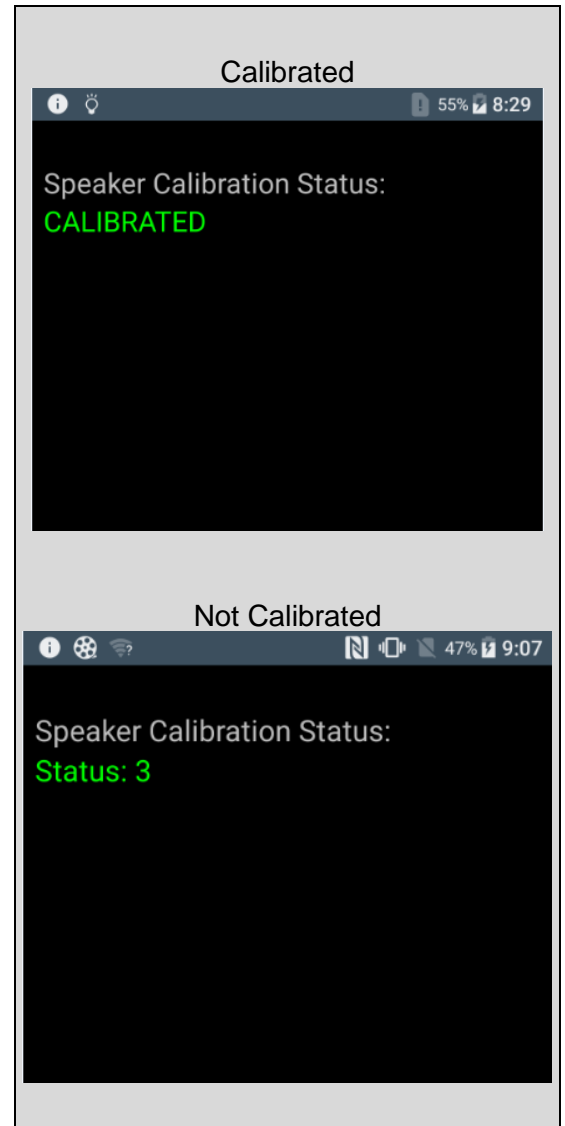 Calibrated
55% 8:29
Speaker Calibration Status:
CALIBRATED
Not Calibrated
47% 9:07
Speaker Calibration Status:
Status: 3